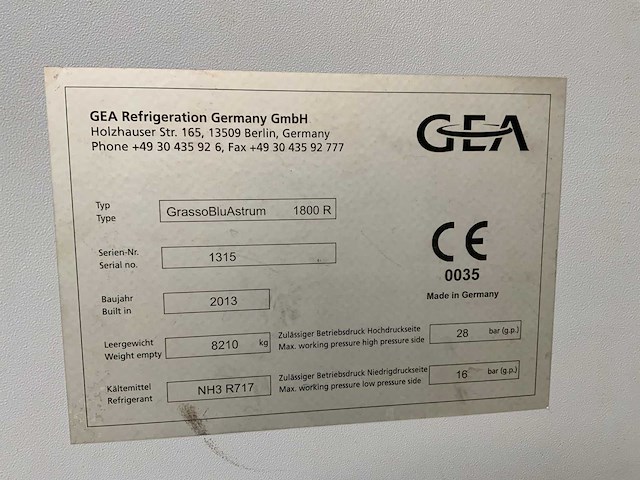 GEA Refrigeration Germany GmbH
Holzhauser Str. 165, 13509 Berlin, Germany
Phone +49 30 435 92 6, Fax +49 30 435 92 777
GEA
Typ
Type
GrassoBluAstrum 1800 R
Serien-Nr.
Serial no.
1315
CE
0035
Made in Germany
Baujahr
Built in
2013
Leergewicht
Weight empty
8210 kg
Zulässiger Betriebsdruck Hochdruckseite
Max. working pressure high pressure side
28 bar (g.p.)
Kältemittel
Refrigerant
NH3 R717
Zulässiger Betriebsdruck Niedrigdruckseite
Max. working pressure low pressure side
16 bar (g.p.)